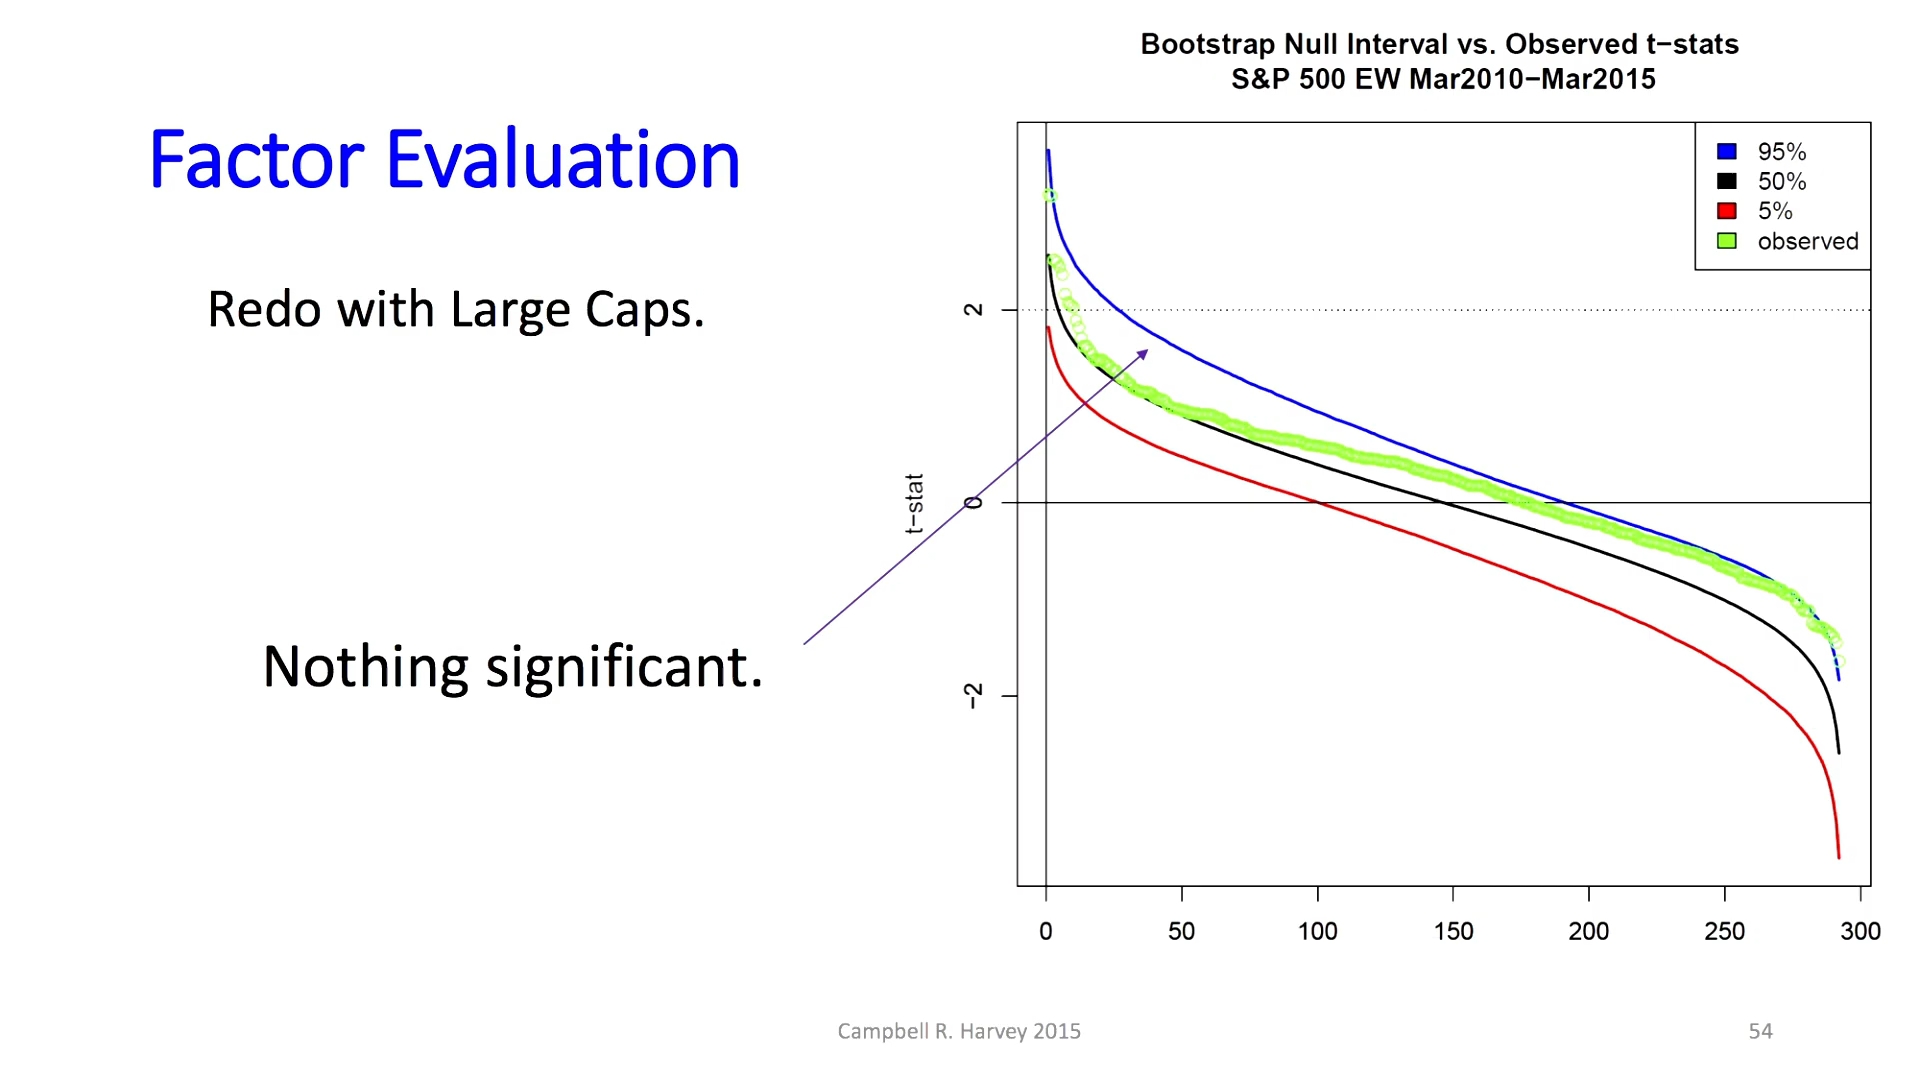 Bootstrap Null Interval vs. Observed t−stats
S&P 500 EW Mar2010−Mar2015
Factor Evaluation
Redo with Large Caps.
Nothing significant.
95%
50%
5%
observed
t−stat
2
0
−2
0 50 100 150 200 250 300
Campbell R. Harvey 2015
54